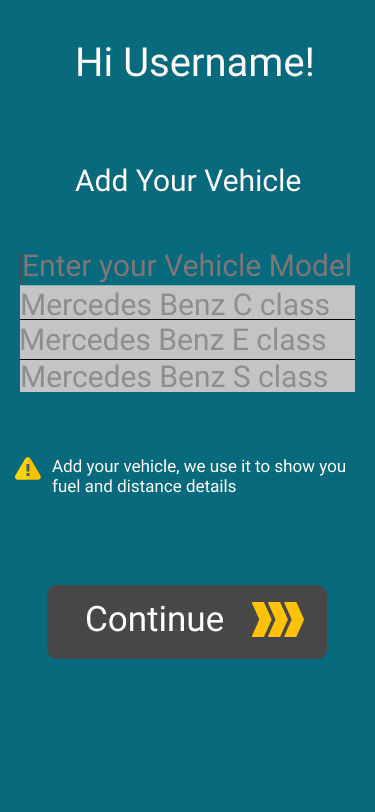 Hi Username!
Add Your Vehicle
Enter your Vehicle Model
Mercedes Benz C class
Mercedes Benz E class
Mercedes Benz S class
Add your vehicle, we use it to show you
fuel and distance details
Continue